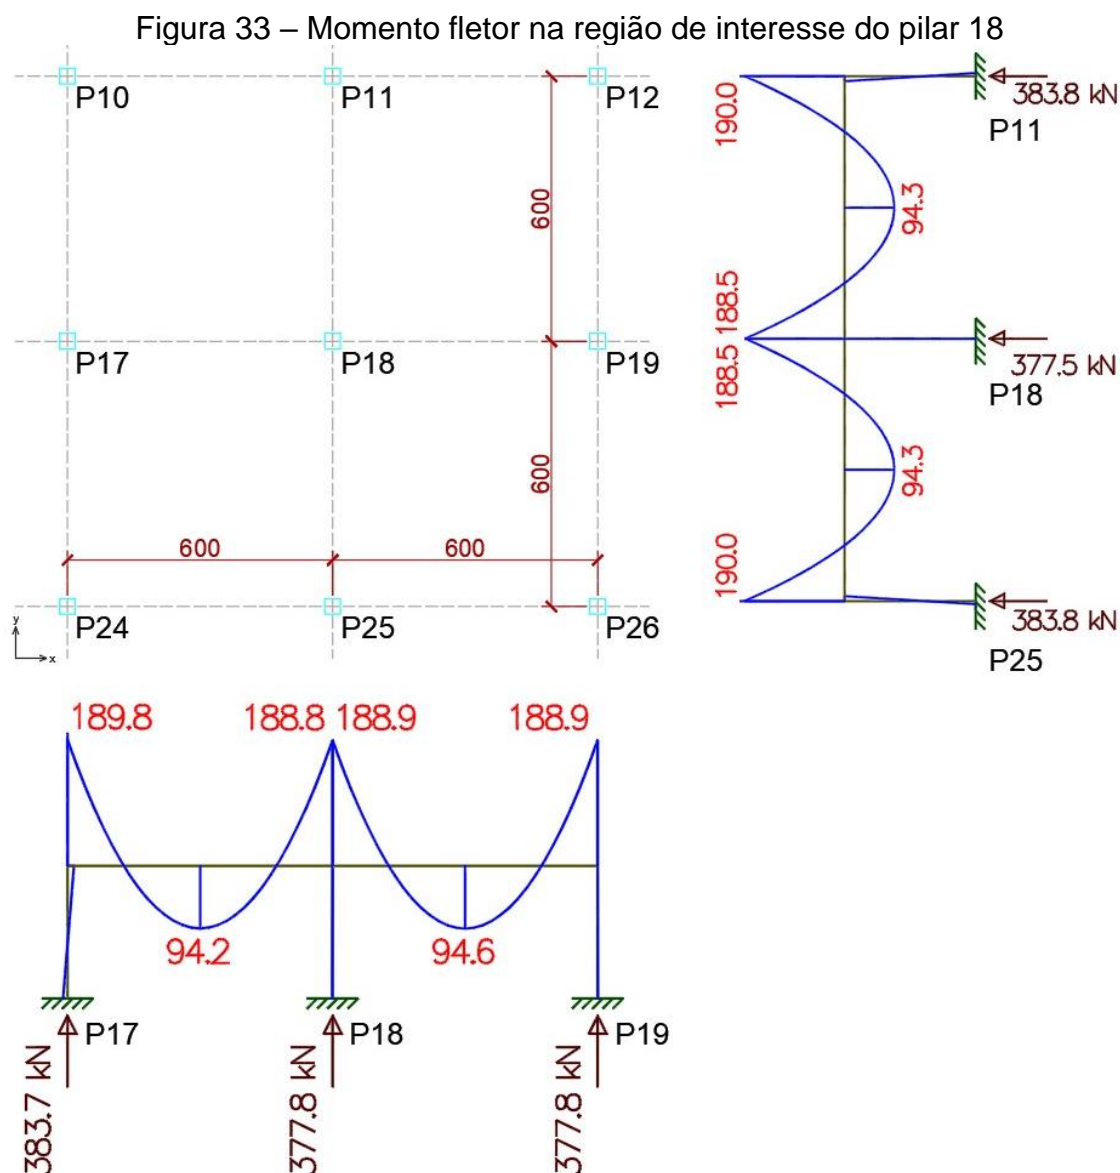 Figura 33 – Momento fletor na região de interesse do pilar 18
P10
P11
P12
600
P17
P18
P19
600
600
600
P24
P25
P26
y
x
190.0
383.8 kN
P11
94.3
188.5
188.5
377.5 kN
P18
94.3
190.0
383.8 kN
P25
189.8
188.8
188.9
188.9
94.2
94.6
P17
P18
P19
383.7 kN
377.8 kN
377.8 kN